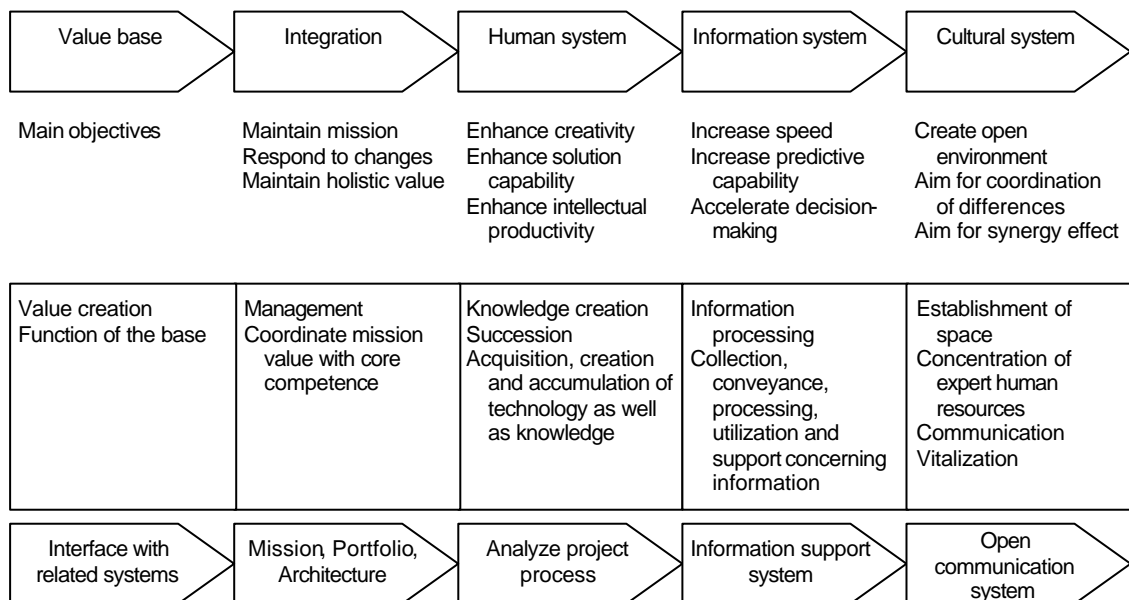 Value base
Integration
Human system
Information system
Cultural system
Main objectives
Maintain mission
Respond to changes
Maintain holistic value
Enhance creativity
Enhance solution
capability
Enhance intellectual
productivity
Increase speed
Increase predictive
capability
Accelerate decision-
making
Create open
environment
Aim for coordination
of differences
Aim for synergy effect
Value creation
Function of the base
Management
Coordinate mission
value with core
competence
Knowledge creation
Succession
Acquisition, creation
and accumulation of
technology as well
as knowledge
Information
processing
Collection,
conveyance,
processing,
utilization and
support concerning
information
Establishment of
space
Concentration of
expert human
resources
Communication
Vitalization
Interface with
related systems
Mission, Portfolio,
Architecture
Analyze project
process
Information support
system
Open
communication
system